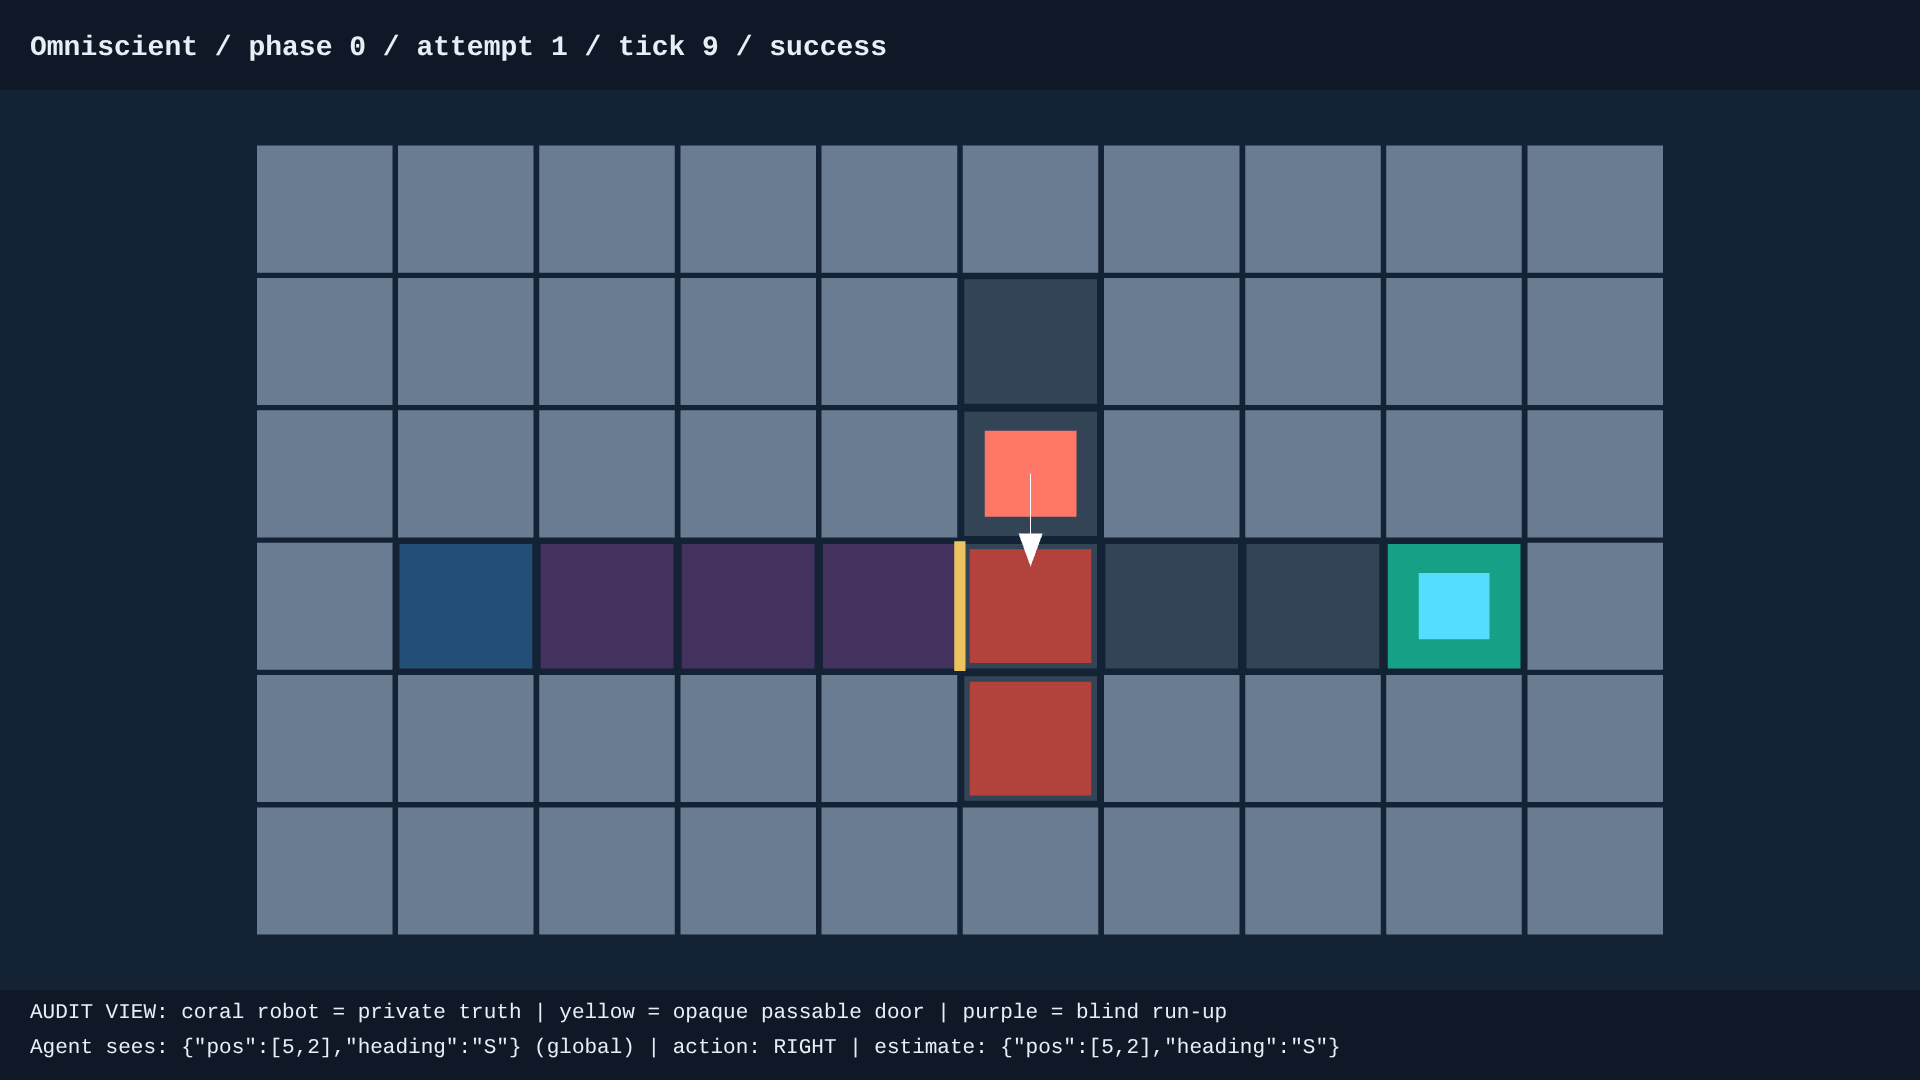 Omniscient / phase 0 / attempt 1 / tick 9 / success
AUDIT VIEW: coral robot = private truth | yellow = opaque passable door | purple = blind run-up
Agent sees: {"pos":[5,2],"heading":"S"} (global) | action: RIGHT | estimate: {"pos":[5,2],"heading":"S"}